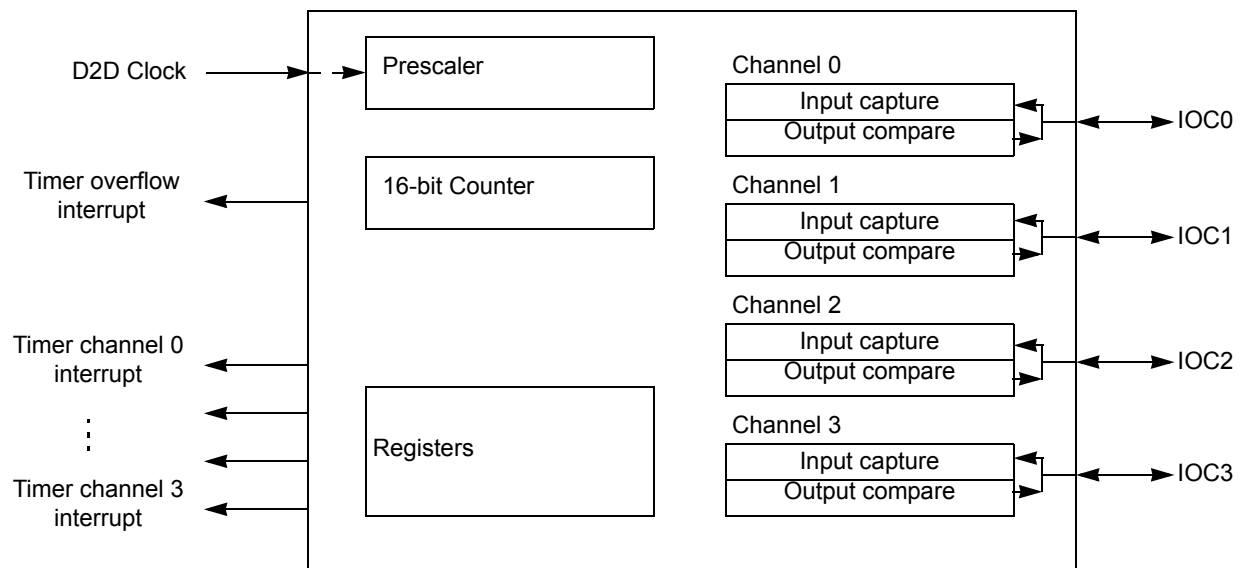 D2D Clock
Prescaler
Channel 0
Input capture
Output compare
IOC0
Timer overflow
interrupt
16-bit Counter
Channel 1
Input capture
Output compare
IOC1
Channel 2
Input capture
Output compare
IOC2
Timer channel 0
interrupt
Registers
Channel 3
Input capture
Output compare
IOC3
Timer channel 3
interrupt